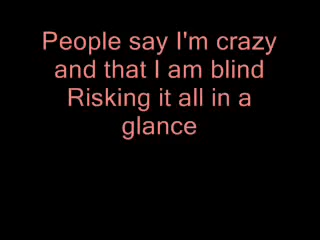 People say I'm crazy
and that I am blind
Risking it all in a
glance